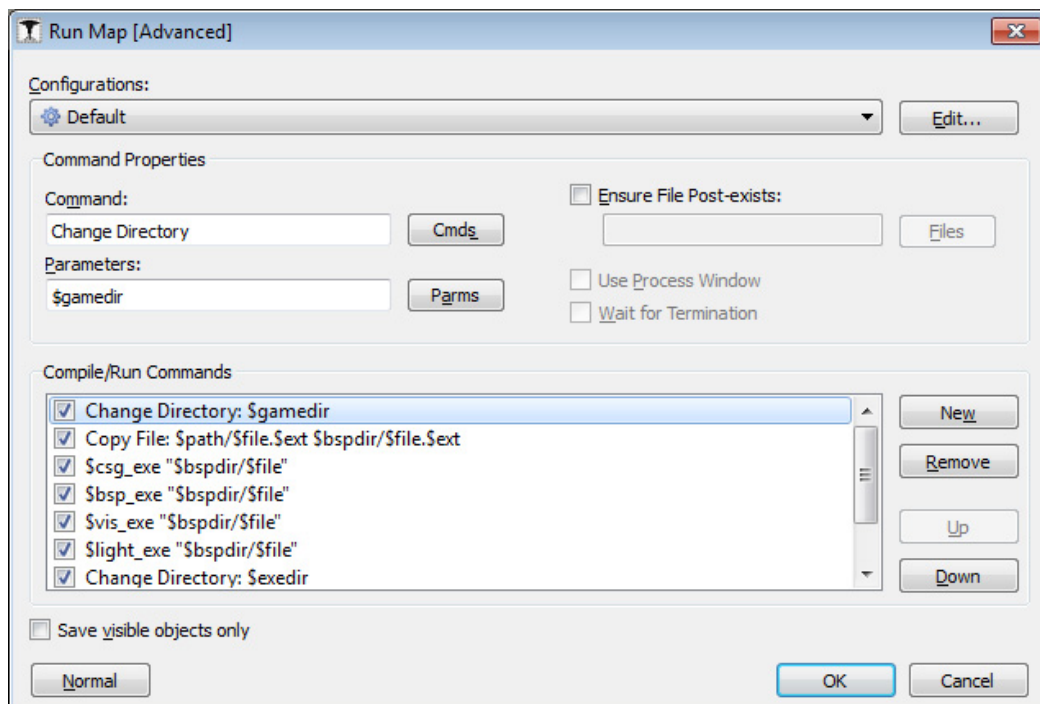 Run Map [Advanced]
Configurations:
Default
Edit...
Command Properties
Command:
Change Directory
Cmds
Parameters:
$gamedir
Parms
Ensure File Post-exists:
Files
Use Process Window
Wait for Termination
Compile/Run Commands
Change Directory: $gamedir
Copy File: $path/$file.$ext $bspdir/$file.$ext
$csg_exe "$bspdir/$file"
$bsp_exe "$bspdir/$file"
$vis_exe "$bspdir/$file"
$light_exe "$bspdir/$file"
Change Directory: $exedir
New
Remove
Up
Down
Save visible objects only
Normal
OK
Cancel